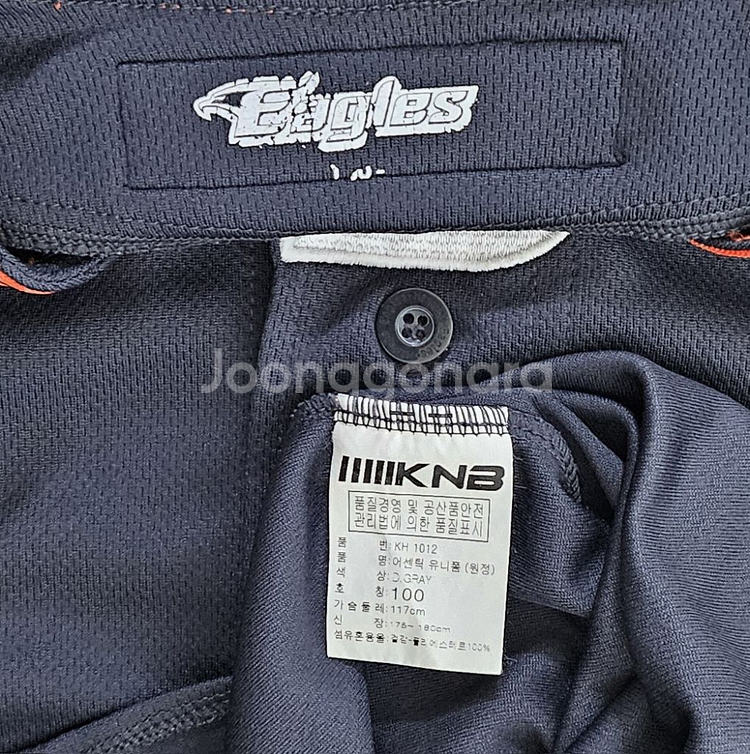 Eagles
Joonggonara
KNB
품질경영 및 공산품안전
관리법에 의한 품질표시
품 번:KH 1012
품 명:어센틱 유니폼 (원정)
색 상:D.GRAY
호 칭:100
가슴둘레:117cm
신 장:175~180cm
섬유혼용율:겉감-폴리에스터르100%